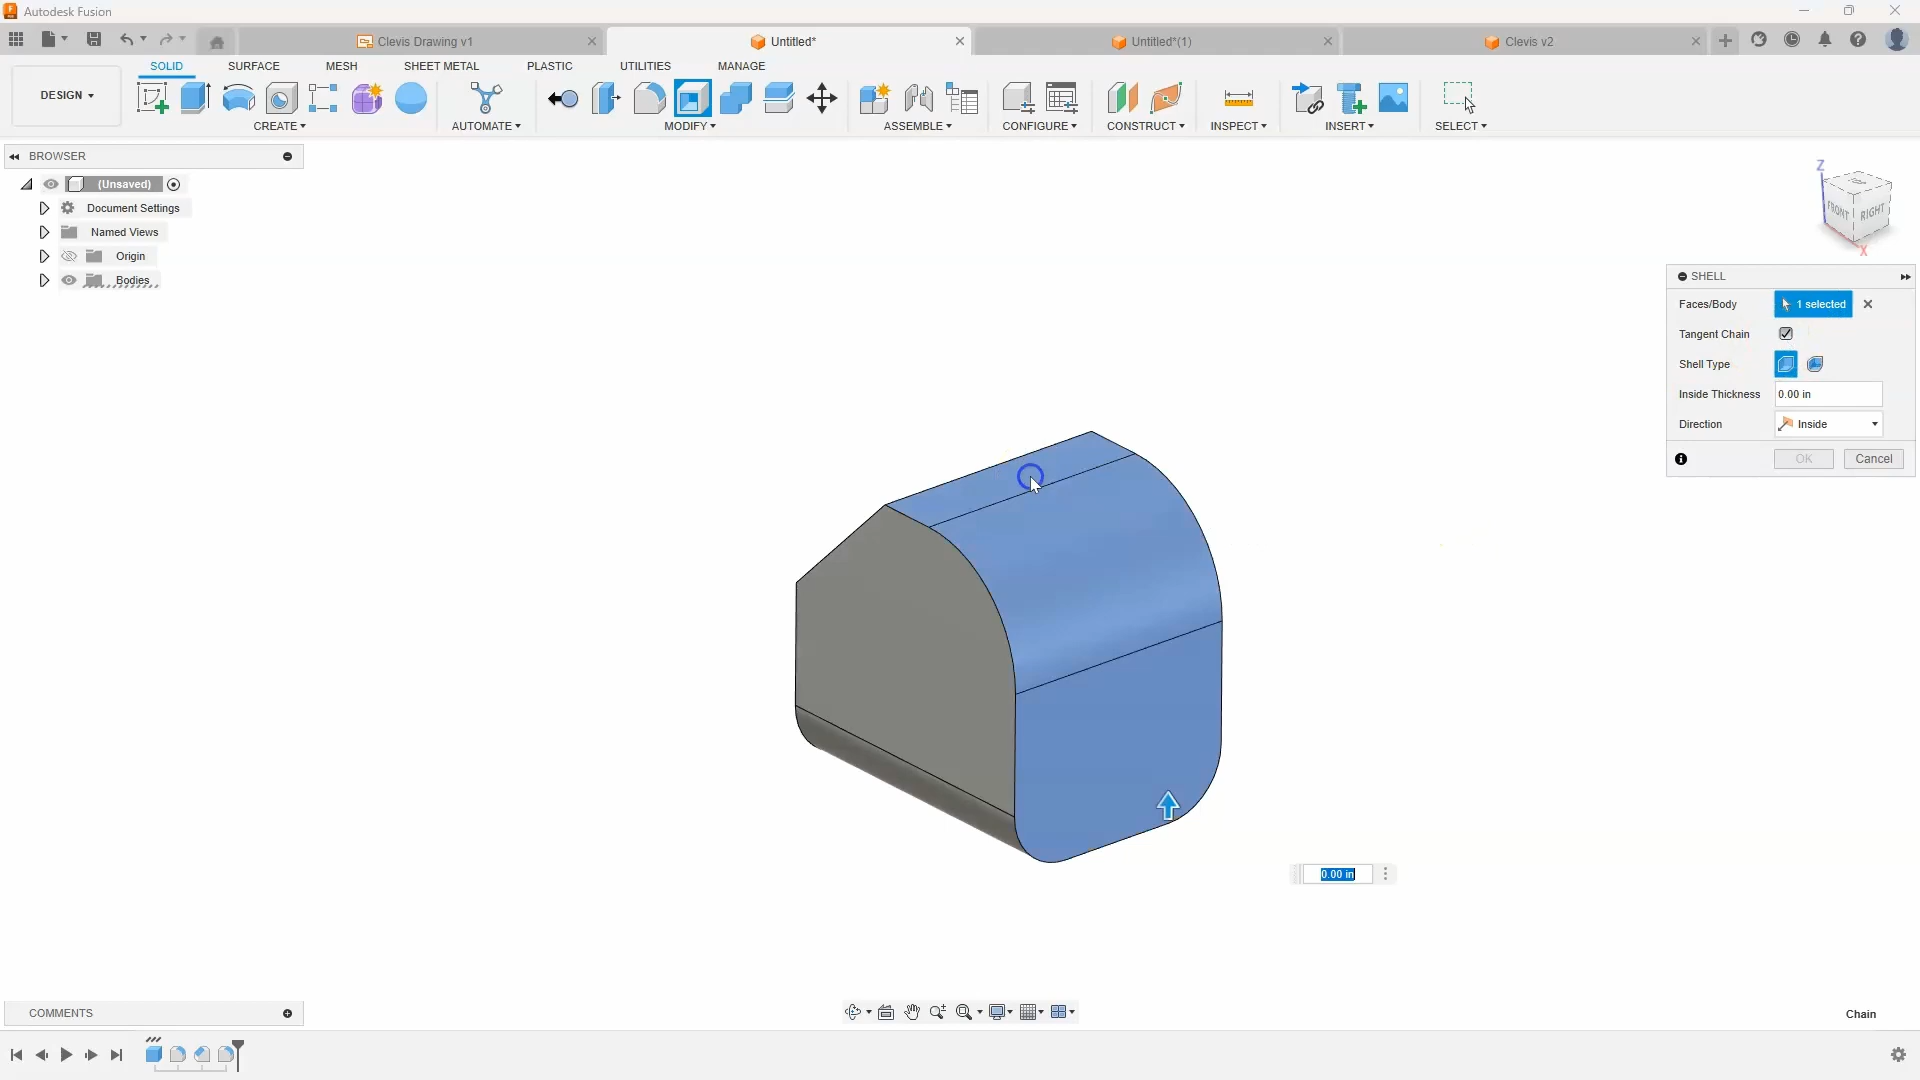 Autodesk Fusion
Clevis Drawing v1
Untitled*
Untitled*(1)
Clevis v2
SOLID
SURFACE
MESH
SHEET METAL
PLASTIC
UTILITIES
MANAGE
DESIGN
CREATE
AUTOMATE
MODIFY
ASSEMBLE
CONFIGURE
CONSTRUCT
INSPECT
INSERT
SELECT
BROWSER
(Unsaved)
Document Settings
Named Views
Origin
Bodies
Z
FRONT
RIGHT
X
SHELL
Faces/Body
1 selected
Tangent Chain
Shell Type
Inside Thickness
0.00 in
Direction
Inside
OK
Cancel
0.00 in
COMMENTS
Chain